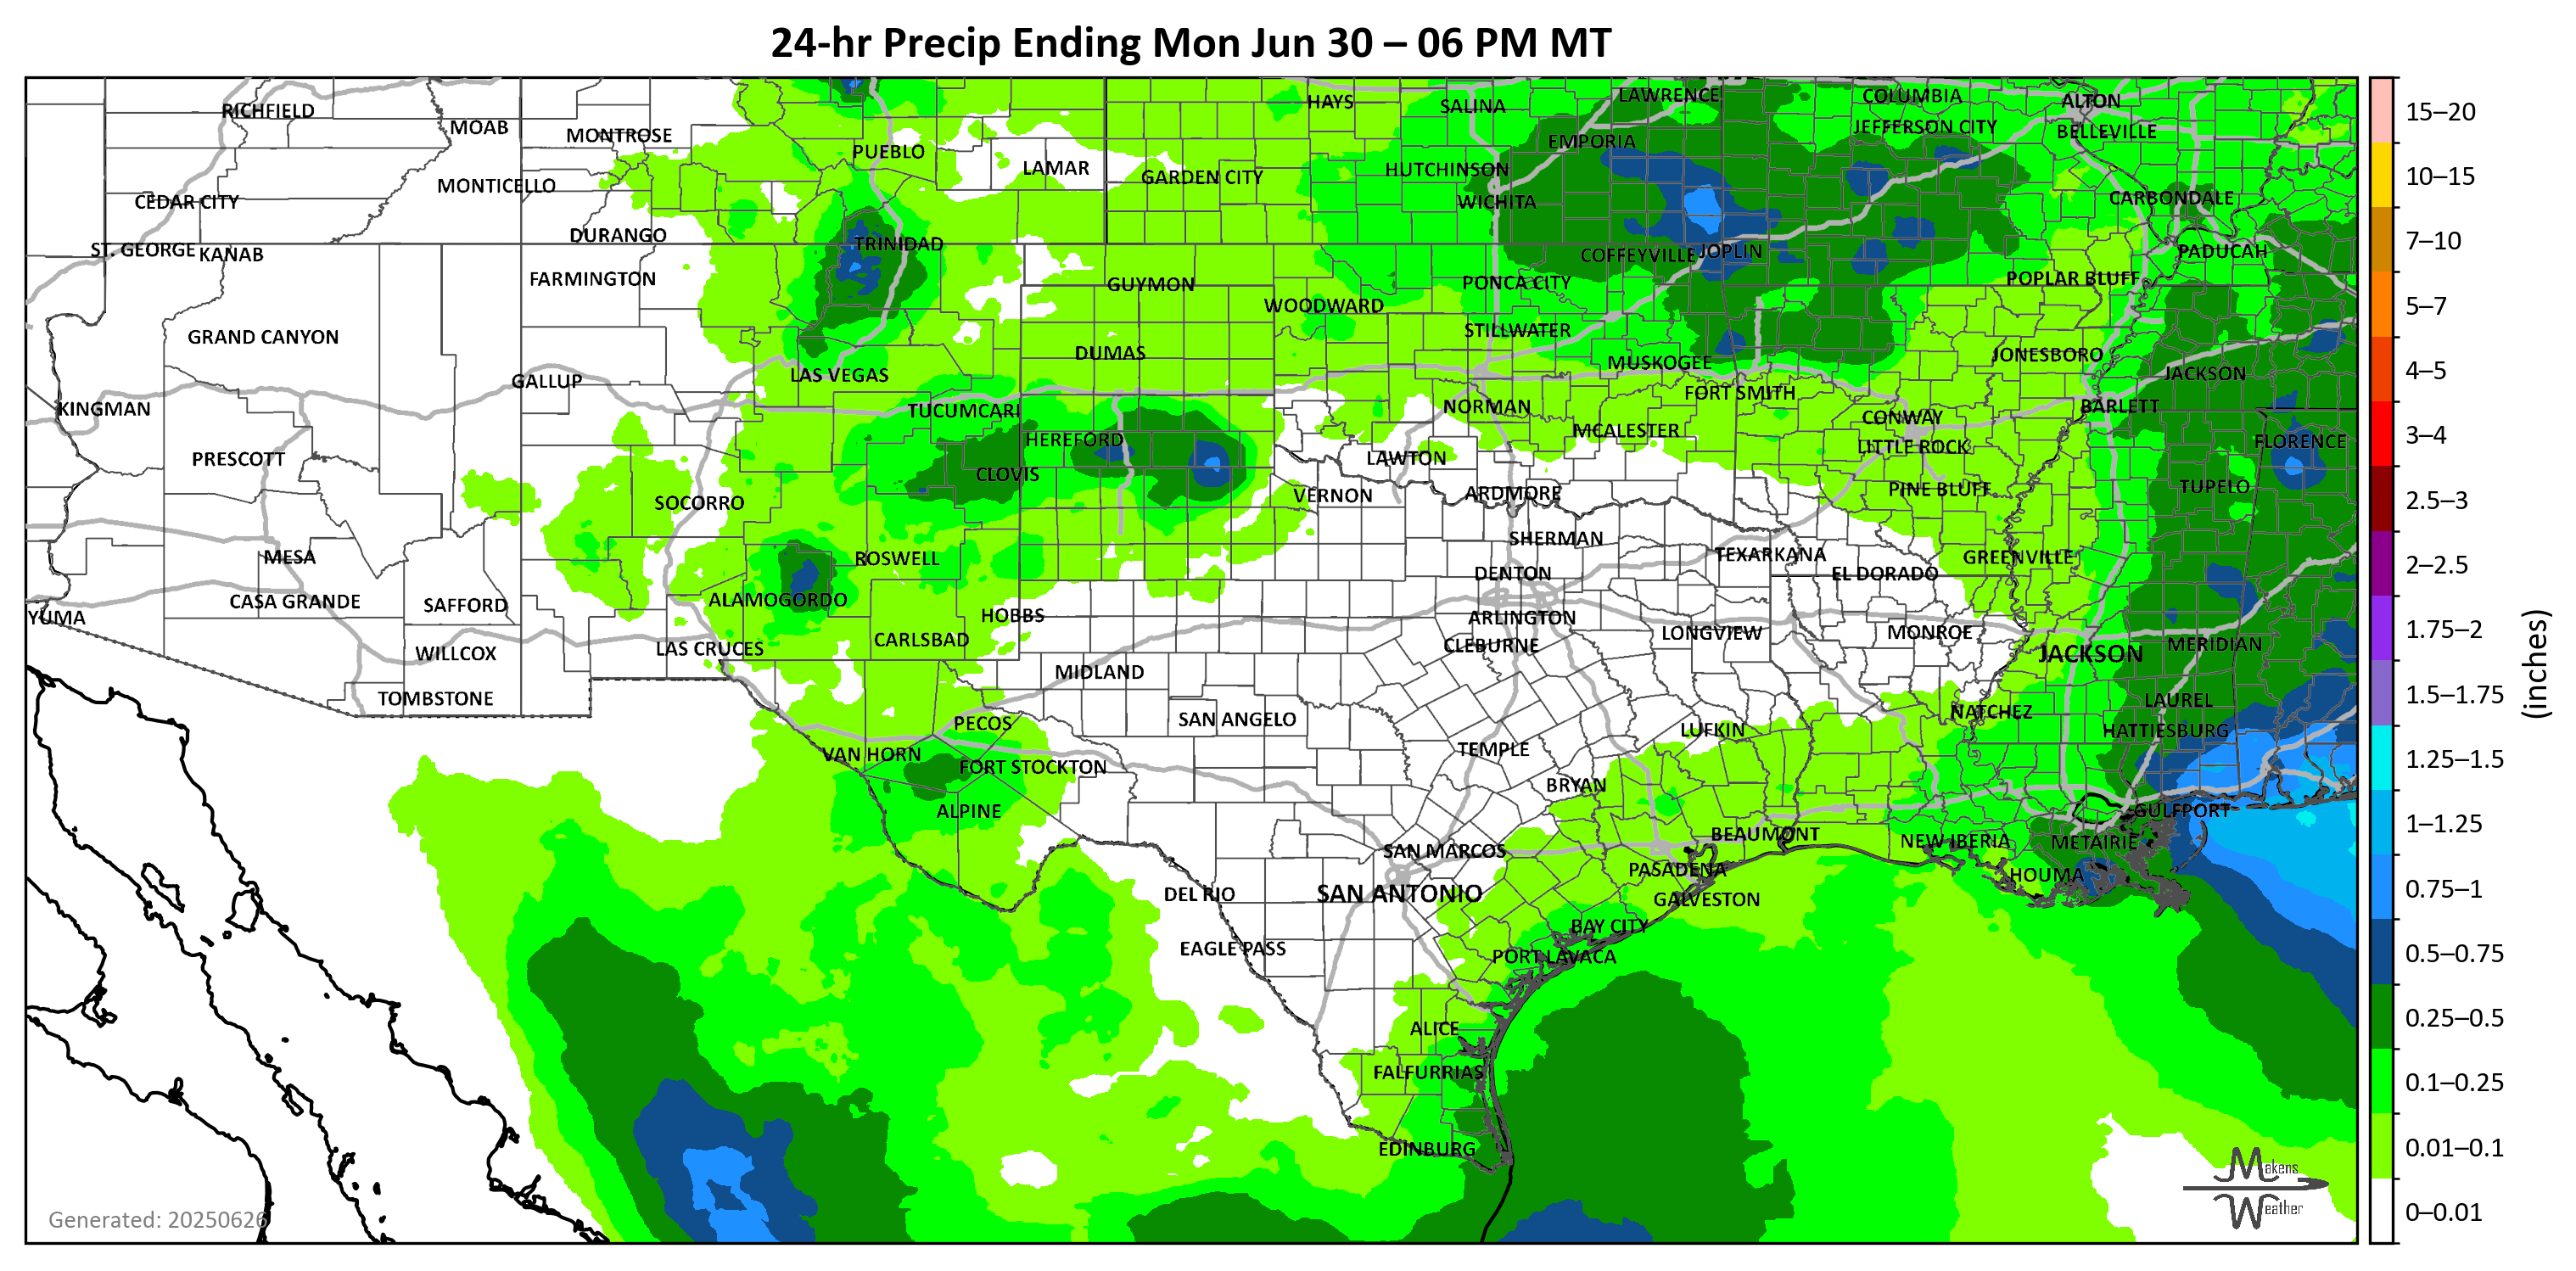 24-hr Precip Ending Mon Jun 30 – 06 PM MT
RICHFIELD
MOAB
MONTROSE
PUEBLO
LAMAR
GARDEN CITY
HAYS
SALINA
LAWRENCE
EMPORIA
COLUMBIA
JEFFERSON CITY
ALTON
BELLEVILLE
CEDAR CITY
MONTICELLO
HUTCHINSON
WICHITA
CARBONDALE
ST. GEORGE
KANAB
DURANGO
TRINIDAD
COFFEYVILLE
JOPLIN
PADUCAH
FARMINGTON
GUYMON
WOODWARD
PONCA CITY
POPLAR BLUFF
GRAND CANYON
DUMAS
STILLWATER
MUSKOGEE
JONESBORO
JACKSON
GALLUP
LAS VEGAS
FORT SMITH
KINGMAN
TUCUMCARI
NORMAN
CONWAY
BARLETT
HEREFORD
MCALESTER
LITTLE ROCK
FLORENCE
PRESCOTT
CLOVIS
LAWTON
SOCORRO
VERNON
ARDMORE
PINE BLUFF
TUPELO
MESA
ROSWELL
SHERMAN
TEXARKANA
GREENVILLE
DENTON
EL DORADO
YUMA
CASA GRANDE
SAFFORD
ALAMOGORDO
HOBBS
ARLINGTON
CLEBURNE
LONGVIEW
MONROE
WILLCOX
LAS CRUCES
CARLSBAD
JACKSON
MERIDIAN
TOMBSTONE
MIDLAND
LAUREL
PECOS
SAN ANGELO
LUFKIN
NATCHEZ
HATTIESBURG
VAN HORN
FORT STOCKTON
TEMPLE
BRYAN
ALPINE
GULFPORT
SAN MARCOS
BEAUMONT
NEW IBERIA
METAIRIE
DEL RIO
SAN ANTONIO
PASADENA
HOUMA
GALVESTON
EAGLE PASS
BAY CITY
PORT LAVACA
ALICE
FALFURRIAS
EDINBURG
15–20
10–15
7–10
5–7
4–5
3–4
2.5–3
2–2.5
1.75–2
1.5–1.75
1.25–1.5
1–1.25
0.75–1
0.5–0.75
0.25–0.5
0.1–0.25
0.01–0.1
0–0.01
(inches)
Makens
Weather
Generated: 20250626